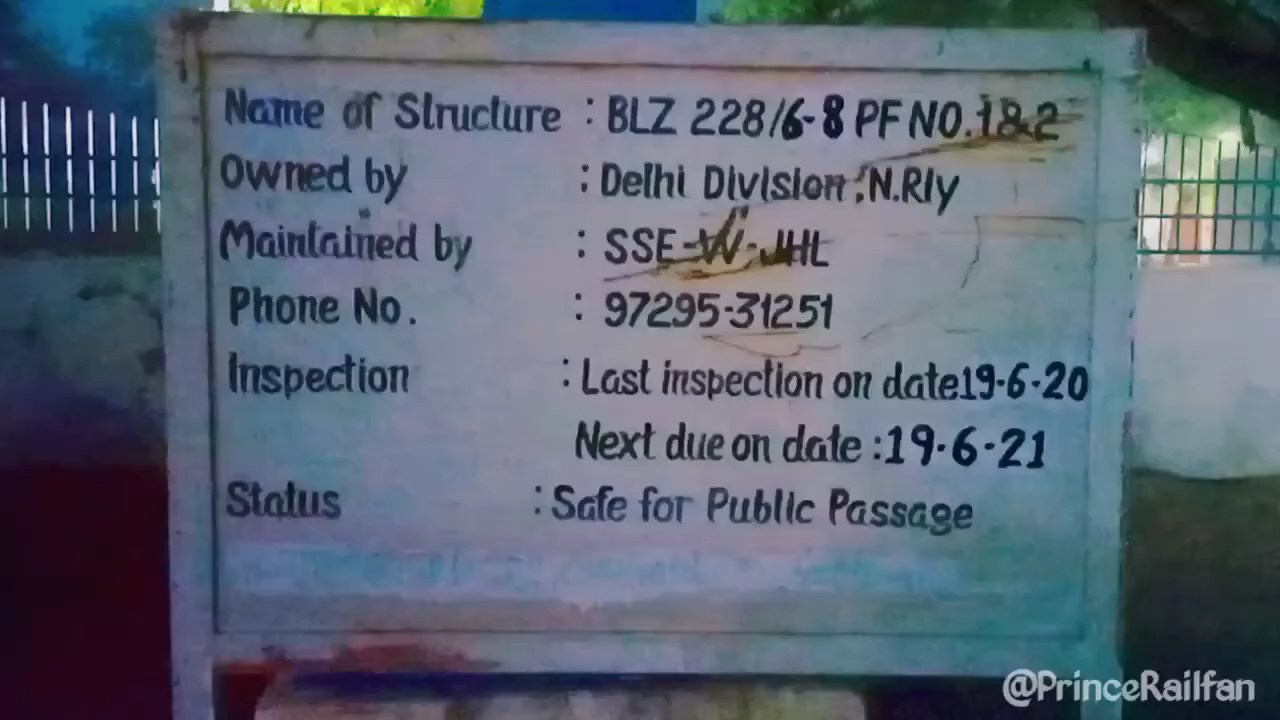 Name of Structure : BLZ 228/6-8 PF NO.1&2
Owned by : Delhi Division, N.Rly
Maintained by : SSE-W-JHL
Phone No. : 97295-31251
Inspection : Last inspection on date 19-6-20
Next due on date : 19-6-21
Status : Safe for Public Passage
@PrinceRailfan